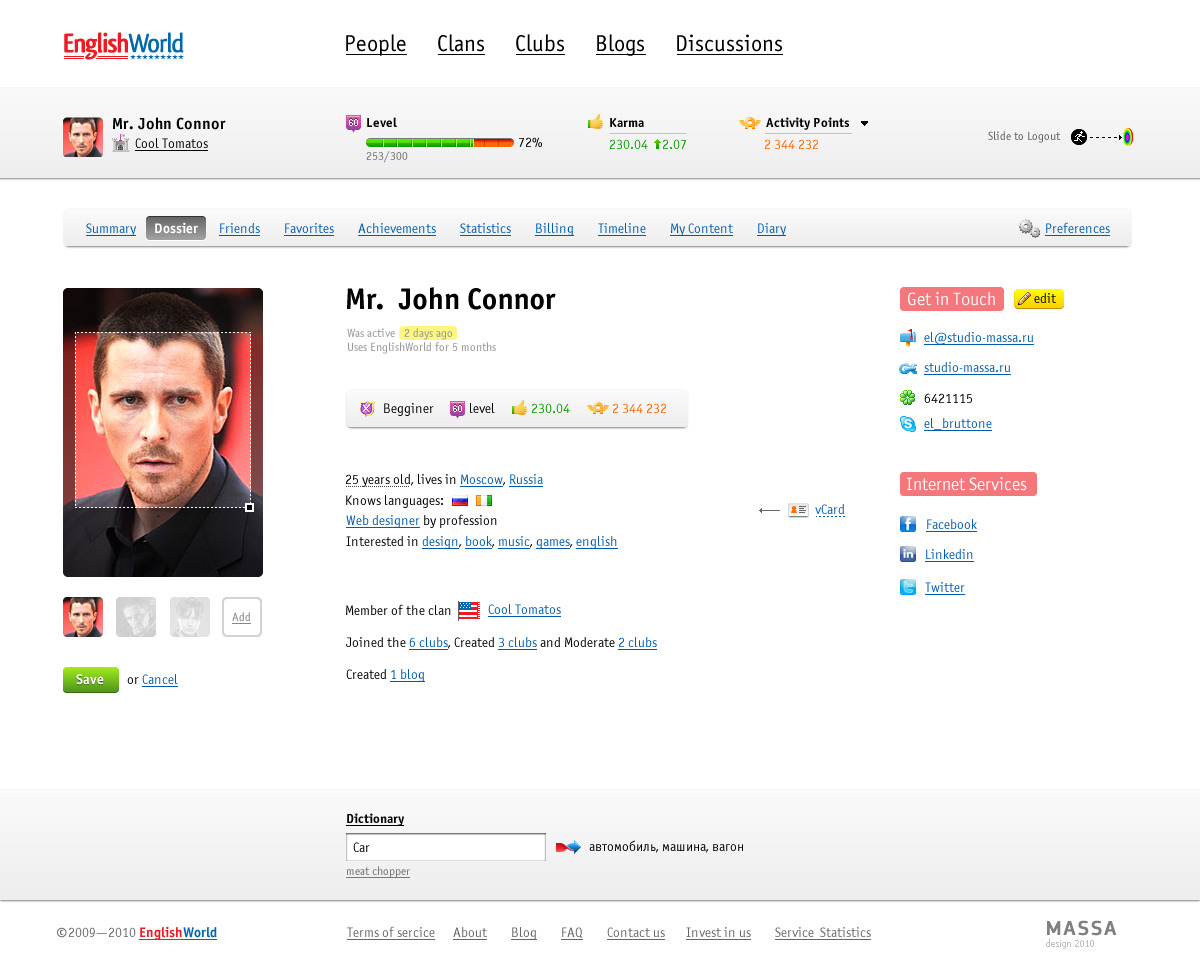 EnglishWorld
People Clans Clubs Blogs Discussions
Mr. John Connor
Cool Tomatos
60 Level
72%
253/300
Karma
230.04 2.07
Activity Points
2 344 232
Slide to Logout
Summary Dossier Friends Favorites Achievements Statistics Billing Timeline My Content Diary Preferences
Mr. John Connor
Was active 2 days ago
Uses EnglishWorld for 5 months
Begginer 60 level 230.04 2 344 232
25 years old, lives in Moscow, Russia
Knows languages:
Web designer by profession
Interested in design, book, music, games, english
vCard
Member of the clan Cool Tomatos
Joined the 6 clubs, Created 3 clubs and Moderate 2 clubs
Created 1 blog
Get in Touch edit
el@studio-massa.ru
studio-massa.ru
6421115
el_bruttone
Internet Services
Facebook
Linkedin
Twitter
Add
Save or Cancel
Dictionary
Car автомобиль, машина, вагон
meat chopper
©2009—2010 EnglishWorld
Terms of sercice About Blog FAQ Contact us Invest in us Service Statistics
MASSA
design 2010